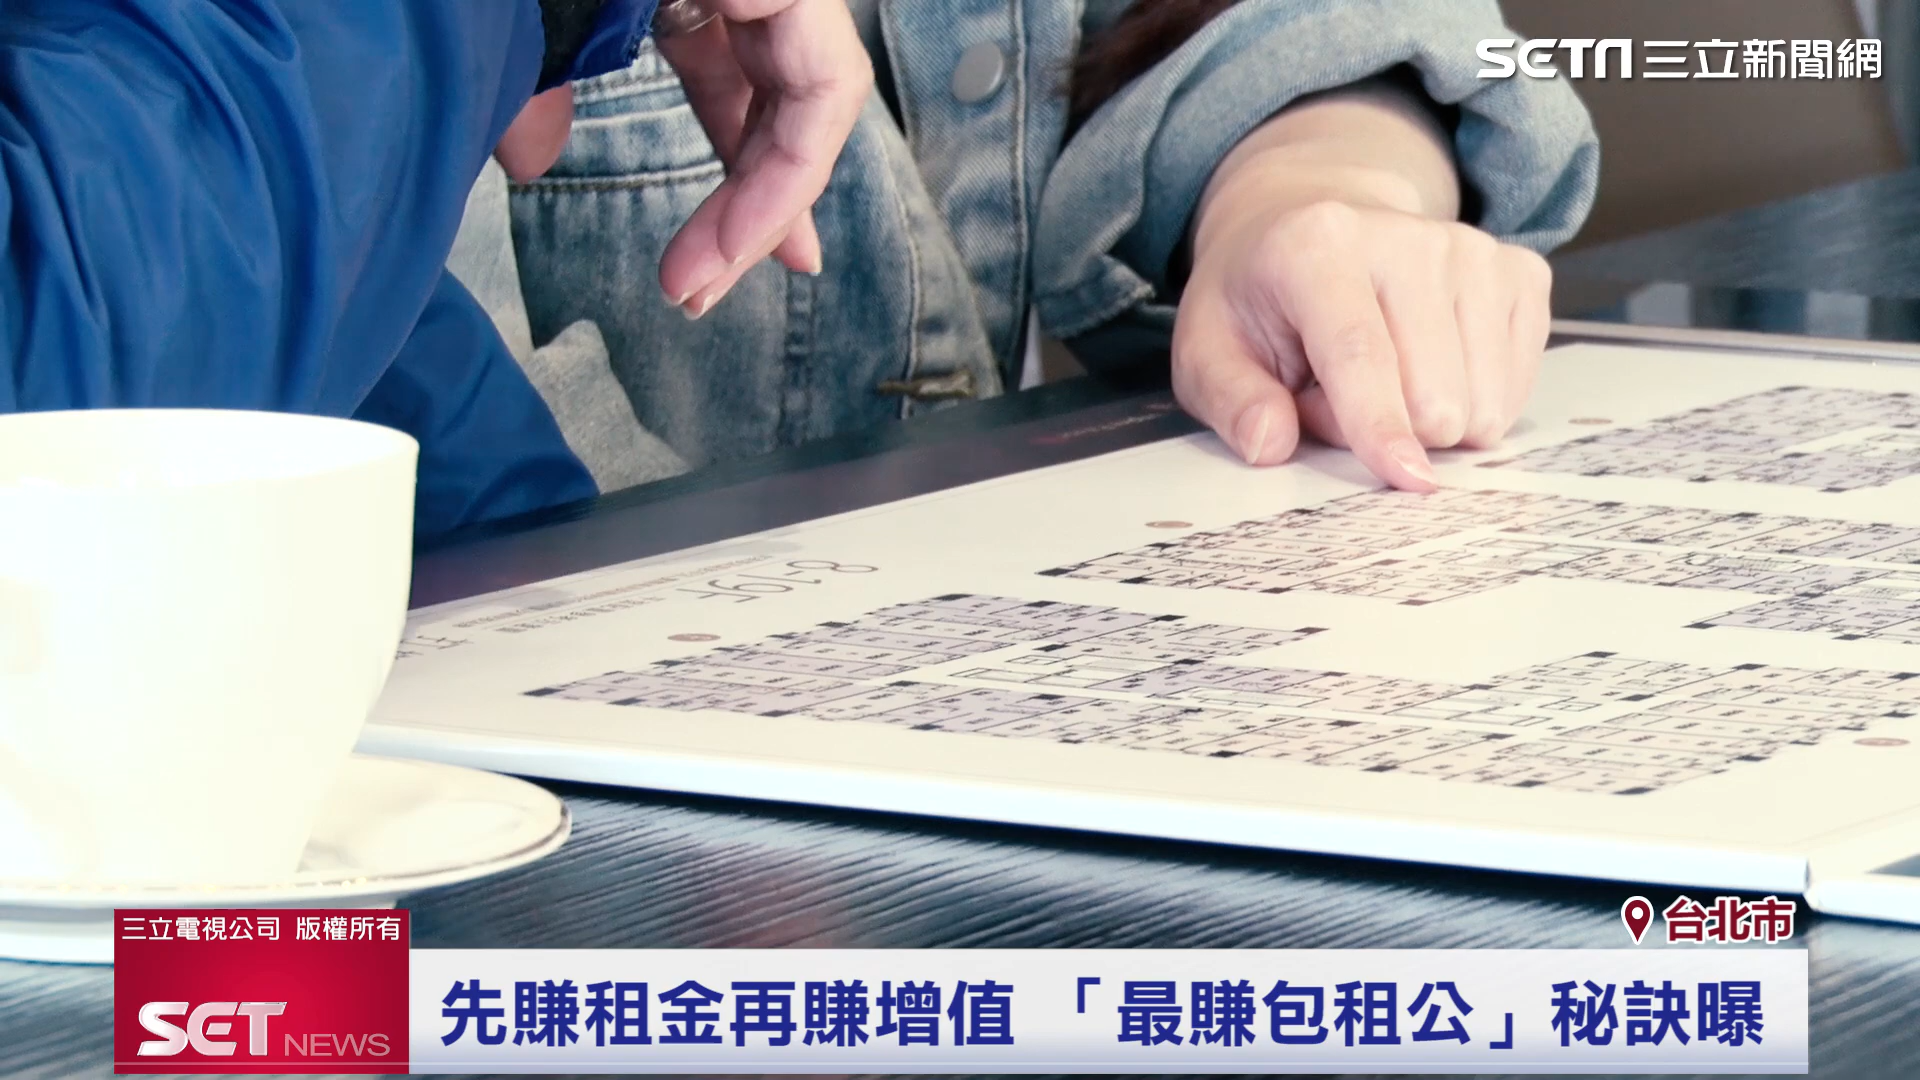 SETN三立新聞網
8-19F
台北市
三立電視公司 版權所有
SET NEWS
先賺租金再賺增值 「最賺包租公」秘訣曝